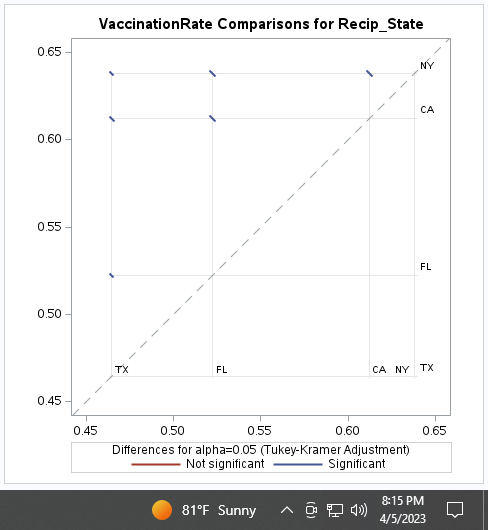 VaccinationRate Comparisons for Recip_State
0.65
NY
CA
0.60
0.55
FL
0.50
TX FL CA NY TX
0.45
0.45 0.50 0.55 0.60 0.65
Differences for alpha=0.05 (Tukey-Kramer Adjustment)
Not significant Significant
81°F Sunny
8:15 PM
4/5/2023